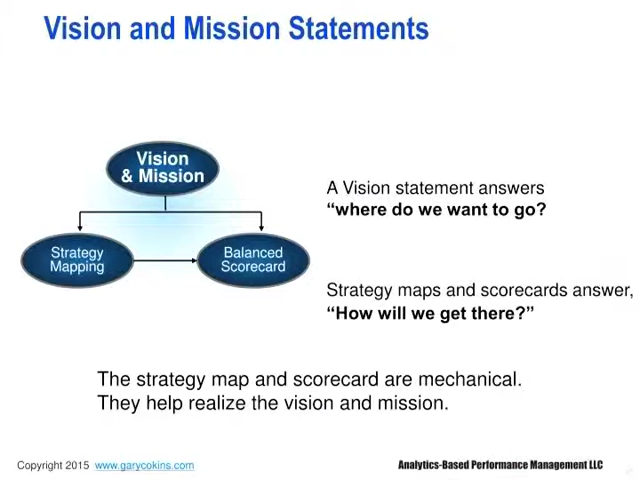 Vision and Mission Statements
Vision
& Mission
Strategy
Mapping
Balanced
Scorecard
A Vision statement answers
“where do we want to go?
Strategy maps and scorecards answer,
“How will we get there?”
The strategy map and scorecard are mechanical.
They help realize the vision and mission.
Copyright 2015 www.garycokins.com
Analytics-Based Performance Management LLC